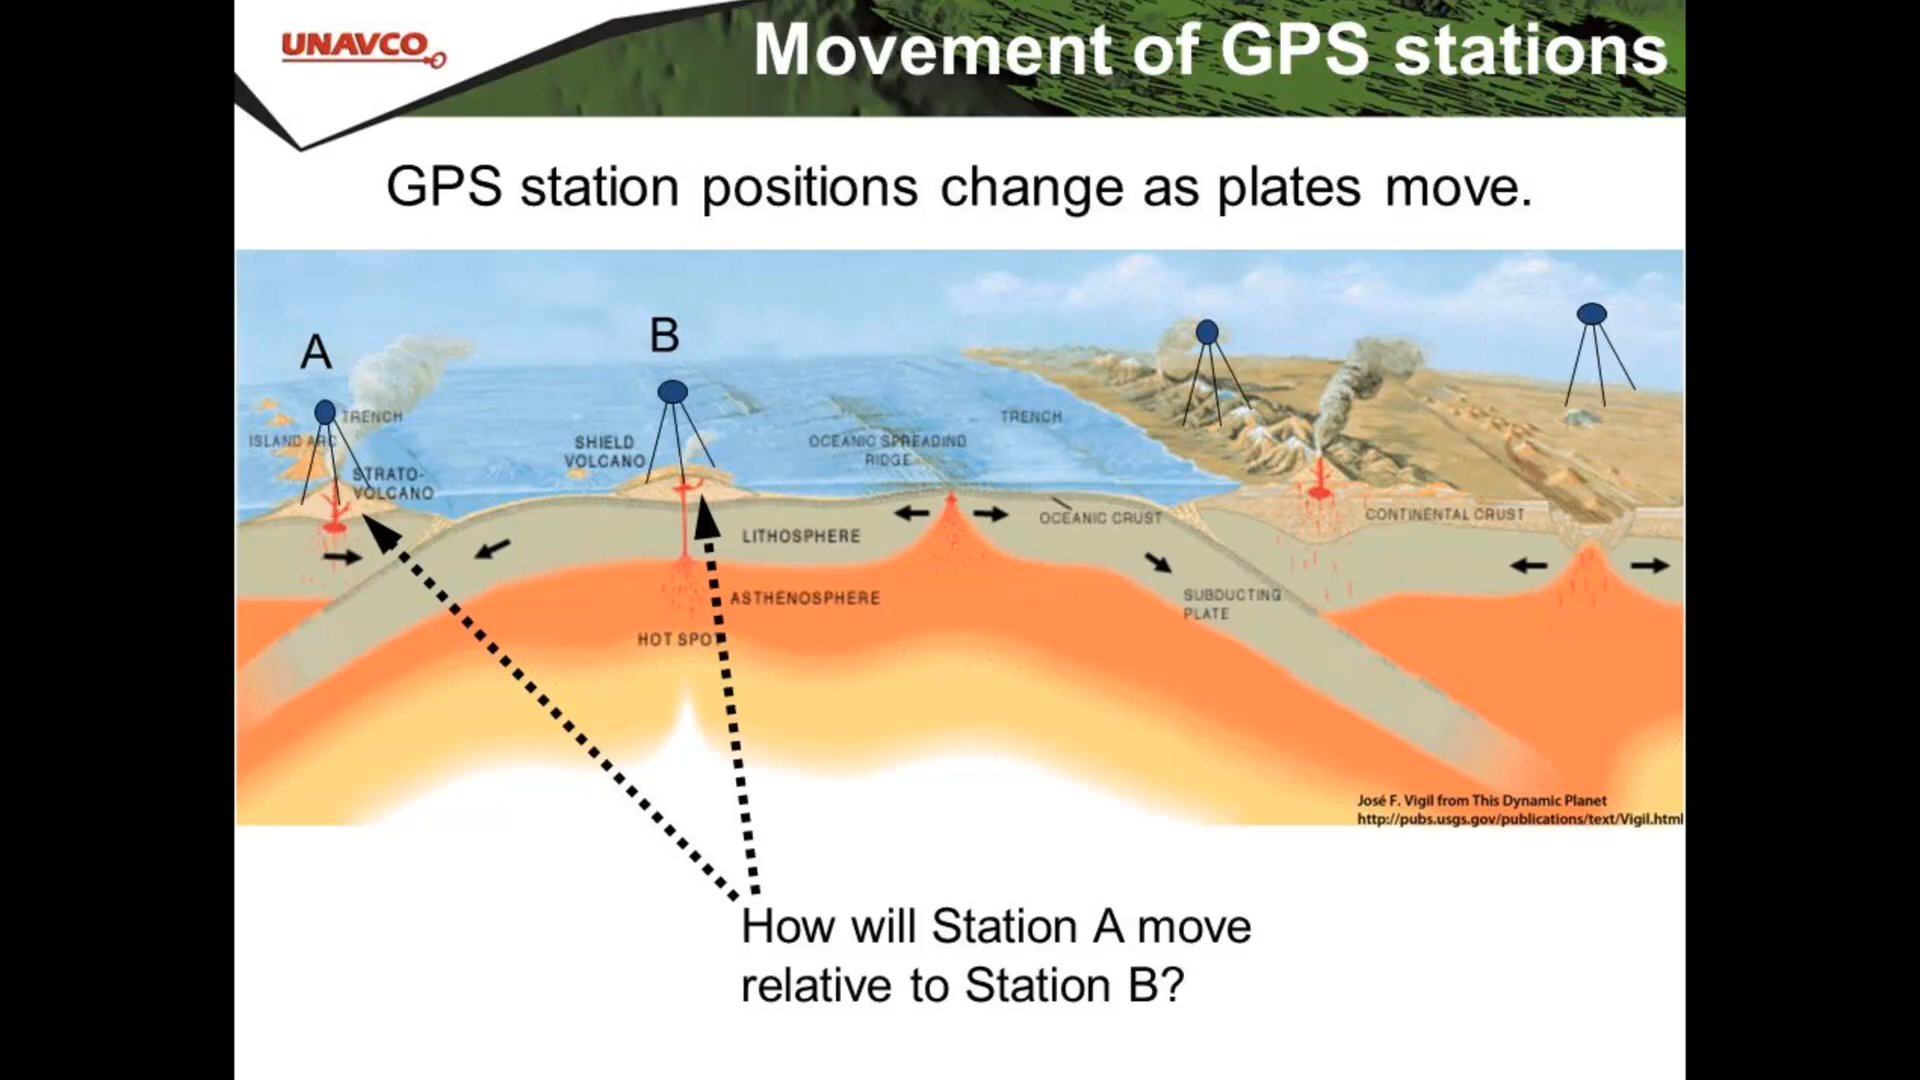 UNAVCO
Movement of GPS stations
GPS station positions change as plates move.
A
B
TRENCH
ISLAND ARC
STRATO-
VOLCANO
SHIELD
VOLCANO
OCEANIC SPREADING
RIDGE
TRENCH
LITHOSPHERE
OCEANIC CRUST
CONTINENTAL CRUST
ASTHENOSPHERE
SUBDUCTING
PLATE
HOT SPOT
José F. Vigil from This Dynamic Planet
http://pubs.usgs.gov/publications/text/Vigil.html
How will Station A move
relative to Station B?